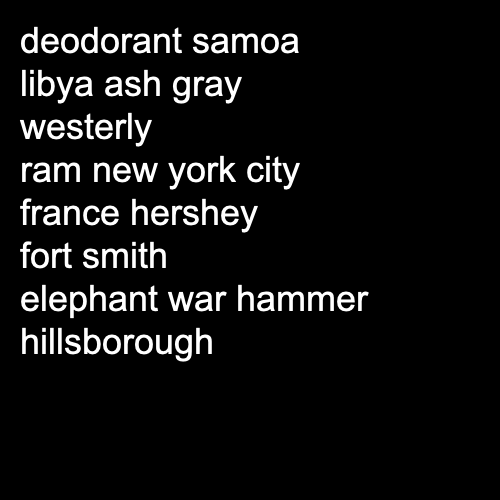 deodorant samoa
libya ash gray
westerly
ram new york city
france hershey
fort smith
elephant war hammer
hillsborough